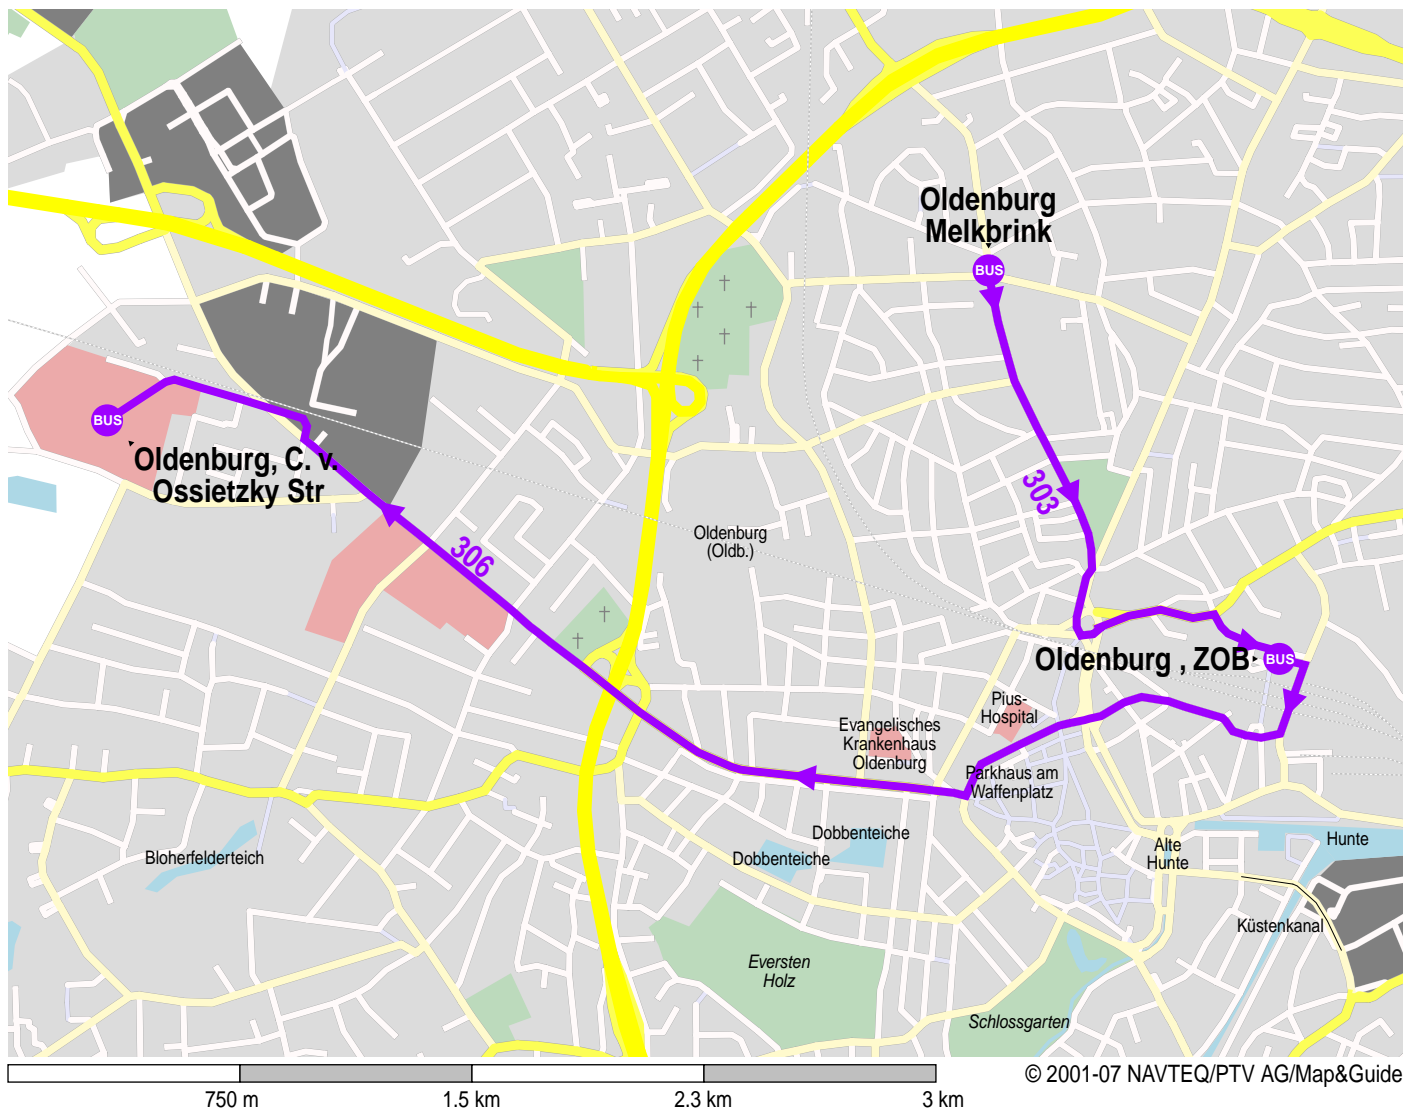 Oldenburg
Melkbrink
BUS
BUS
Oldenburg, C. v.
Ossietzky Str
303
306
Oldenburg
(Oldb.)
Oldenburg , ZOB
BUS
Pius-
Hospital
Evangelisches
Krankenhaus
Oldenburg
Parkhaus am
Waffenplatz
Dobbenteiche
Dobbenteiche
Bloherfelderteich
Alte
Hunte
Hunte
Küstenkanal
Eversten
Holz
Schlossgarten
© 2001-07 NAVTEQ/PTV AG/Map&Guide
750 m
1.5 km
2.3 km
3 km